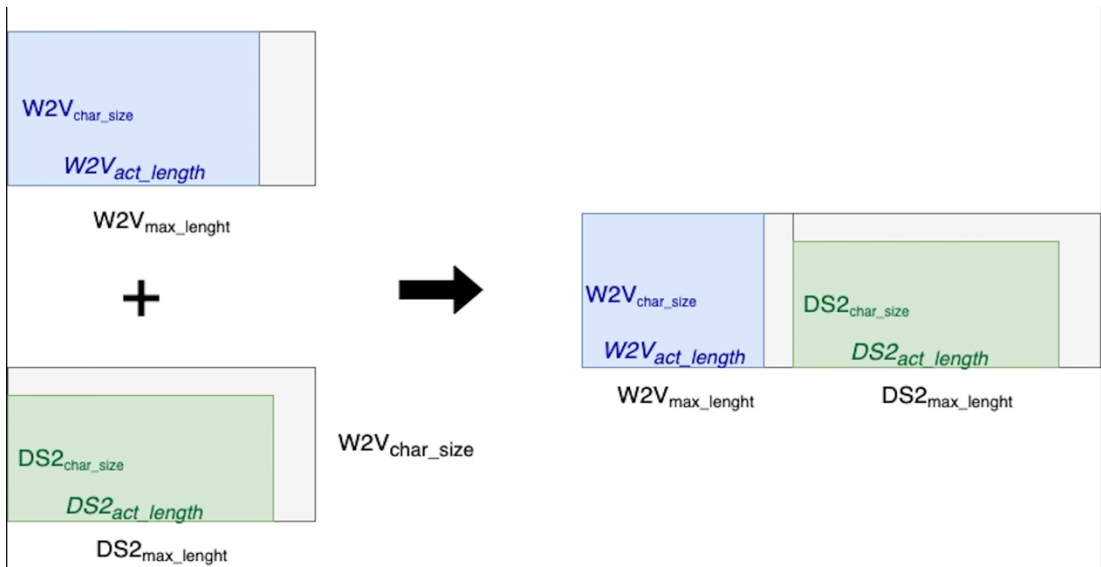 W2Vchar_size
W2Vact_length
W2Vmax_lenght
+
DS2char_size
DS2act_length
DS2max_lenght
W2Vchar_size
W2Vchar_size
W2Vact_length
W2Vmax_lenght
DS2char_size
DS2act_length
DS2max_lenght